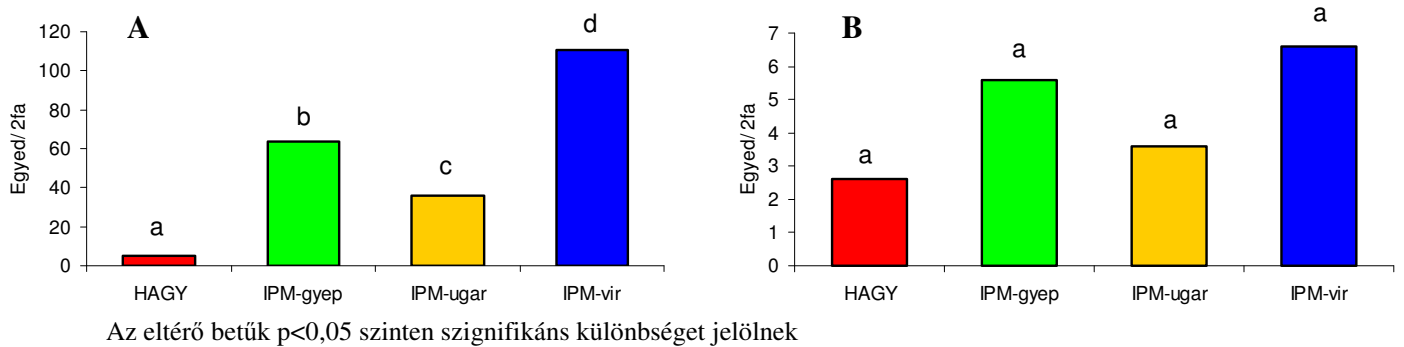 A
Egyed/ 2fa
120
100
80
60
40
20
0
a
b
c
d
HAGY IPM-gyep IPM-ugar IPM-vir
B
Egyed/ 2fa
7
6
5
4
3
2
1
0
a
a
a
a
HAGY IPM-gyep IPM-ugar IPM-vir
Az eltérő betűk p<0,05 szinten szignifikáns különbséget jelölnek